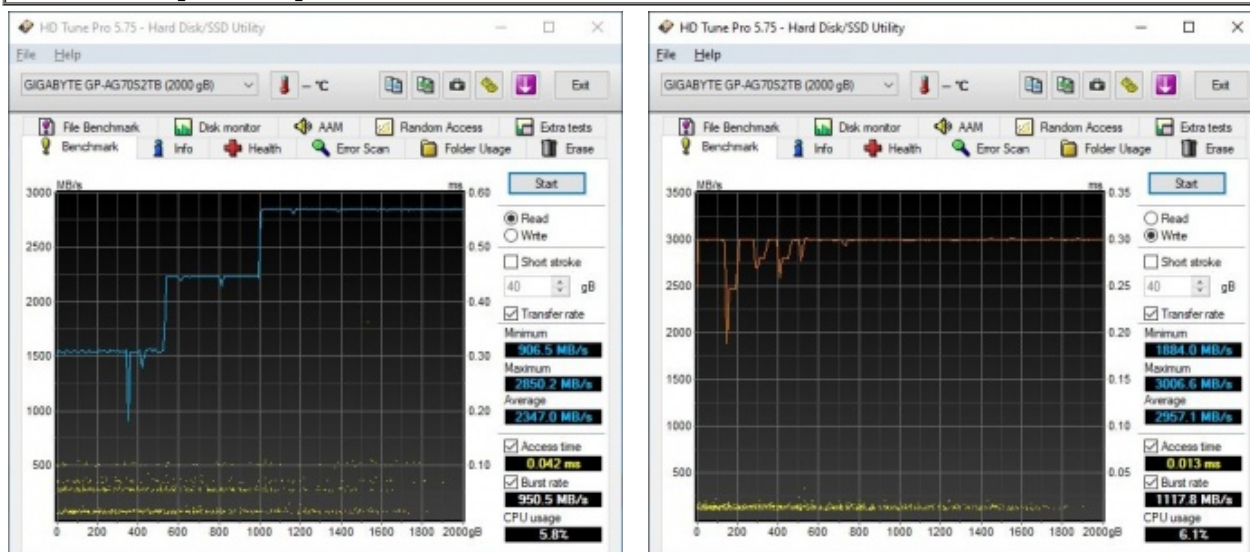 HD Tune Pro 5.75 - Hard Disk/SSD Utility
File Help
GIGABYTE GP-AG70S2TB (2000 gB) – °C Exit
File Benchmark Disk monitor AAM Random Access Extra tests
Benchmark Info Health Error Scan Folder Usage Erase
MB/s ms
3000 0.60
2500 0.50
2000 0.40
1500 0.30
1000 0.20
500 0.10
0 200 400 600 800 1000 1200 1400 1600 1800 2000gB
Start
Read
Write
Short stroke
40 gB
Transfer rate
Minimum
906.5 MB/s
Maximum
2850.2 MB/s
Average
2347.0 MB/s
Access time
0.042 ms
Burst rate
950.5 MB/s
CPU usage
5.8%
HD Tune Pro 5.75 - Hard Disk/SSD Utility
File Help
GIGABYTE GP-AG70S2TB (2000 gB) – °C Exit
File Benchmark Disk monitor AAM Random Access Extra tests
Benchmark Info Health Error Scan Folder Usage Erase
MB/s ms
3500 0.35
3000 0.30
2500 0.25
2000 0.20
1500 0.15
1000 0.10
500 0.05
0 200 400 600 800 1000 1200 1400 1600 1800 2000gB
Start
Read
Write
Short stroke
40 gB
Transfer rate
Minimum
1884.0 MB/s
Maximum
3006.6 MB/s
Average
2957.1 MB/s
Access time
0.013 ms
Burst rate
1117.8 MB/s
CPU usage
6.1%